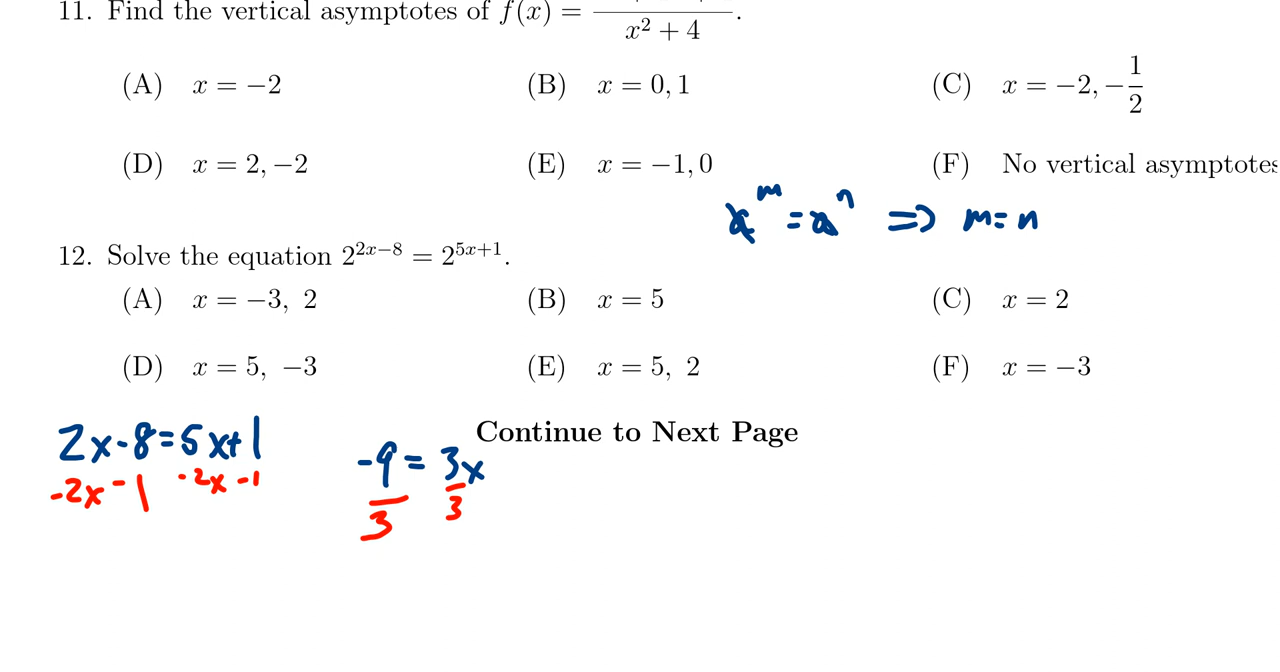 11. Find the vertical asymptotes of f(x) = ‾‾‾/(x² + 4).
(A) x = −2 (B) x = 0, 1 (C) x = −2, −1/2
(D) x = 2, −2 (E) x = −1, 0 (F) No vertical asymptotes
a^m = a^n ⇒ m = n
12. Solve the equation 2^(2x−8) = 2^(5x+1).
(A) x = −3, 2 (B) x = 5 (C) x = 2
(D) x = 5, −3 (E) x = 5, 2 (F) x = −3
2x-8=5x+1
Continue to Next Page
-2x -1 -2x -1
-9 = 3x
3 3